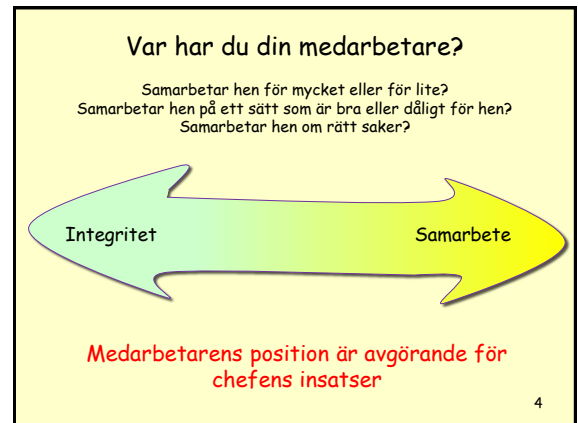 Var har du din medarbetare?
Samarbetar hen för mycket eller för lite?
Samarbetar hen på ett sätt som är bra eller dåligt för hen?
Samarbetar hen om rätt saker?
Integritet
Samarbete
Medarbetarens position är avgörande för
chefens insatser
4